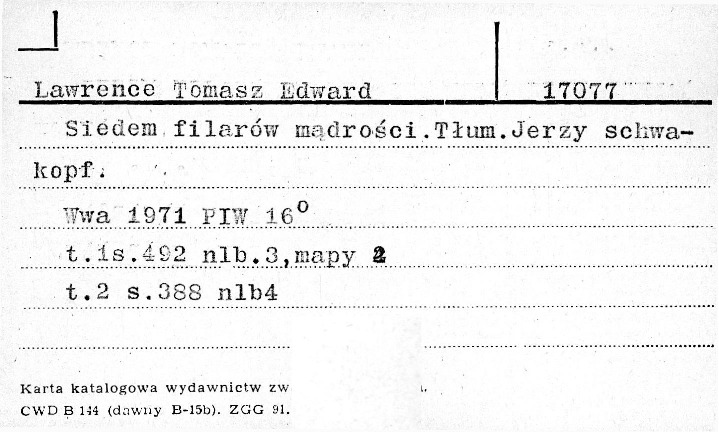 Lawrence Tomasz Edward 17077
Siedem filarów mądrości.Tłum.Jerzy schwa-
kopf.
Wwa 1971 PIW 16⁰
t.1s.492 nlb.3,mapy 2
t.2 s.388 nlb4
Karta katalogowa wydawnictw zw
CWD B 144 (dawny B-15b). ZGG 91.